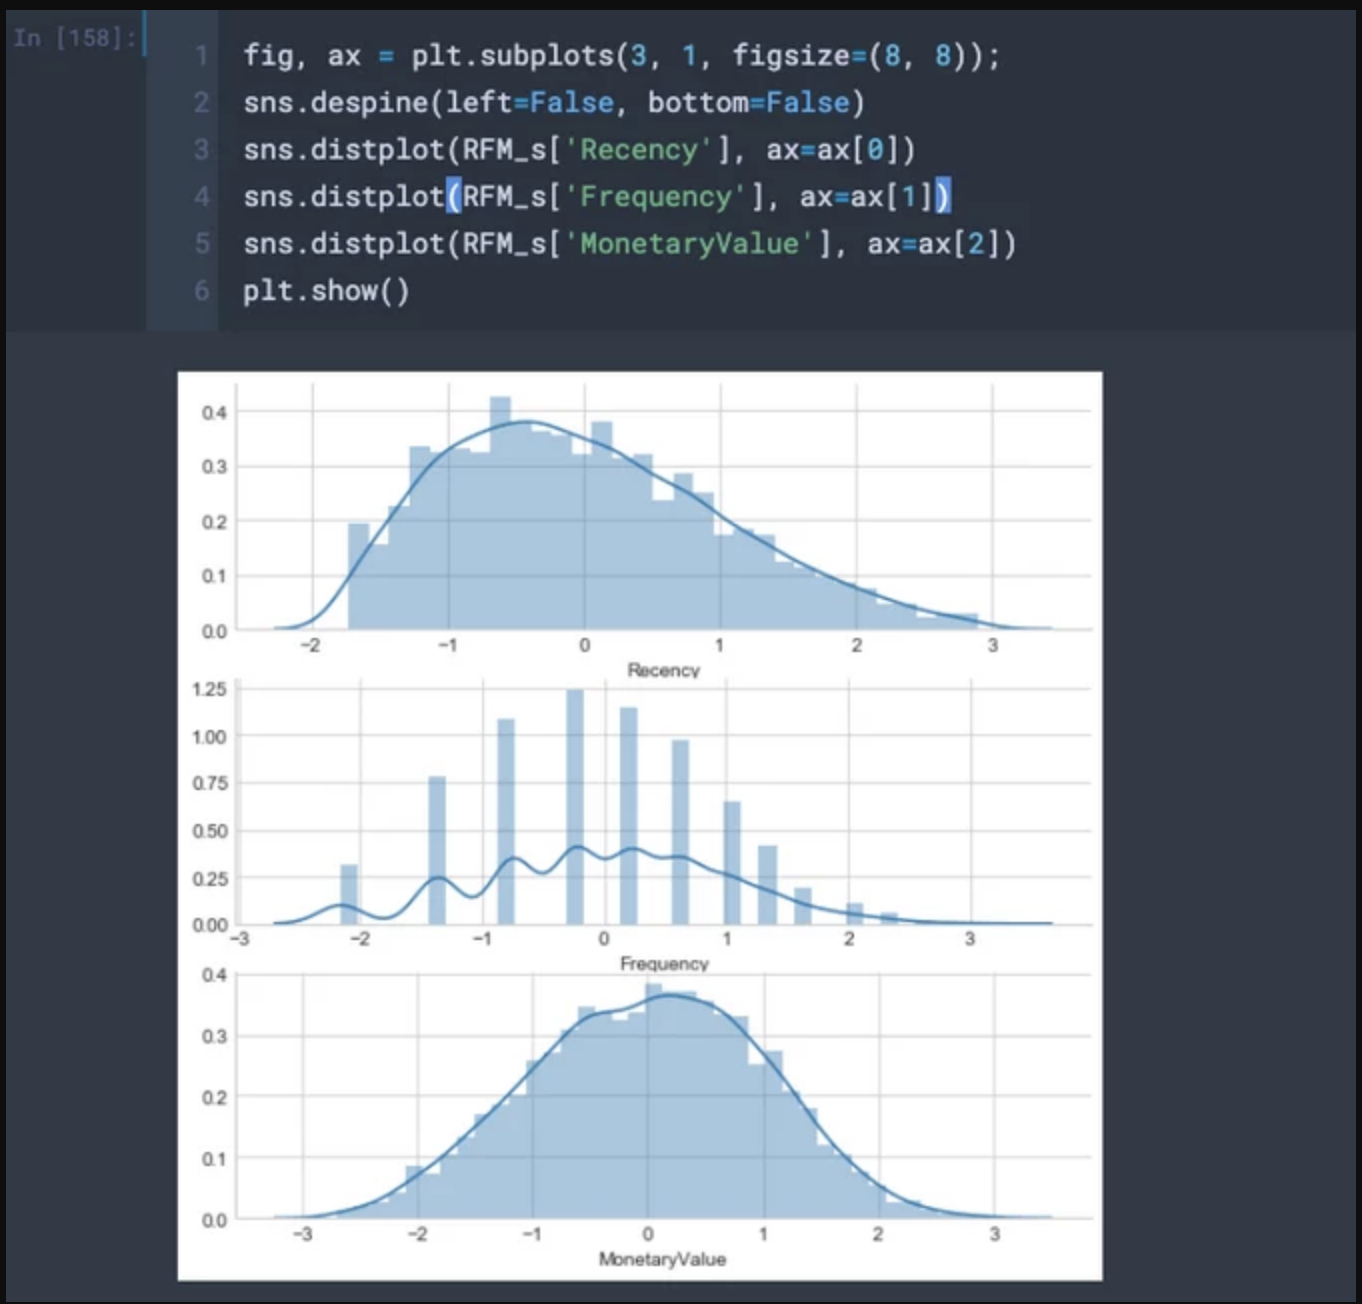 In [158]:
1 fig, ax = plt.subplots(3, 1, figsize=(8, 8));
2 sns.despine(left=False, bottom=False)
3 sns.distplot(RFM_s['Recency'], ax=ax[0])
4 sns.distplot(RFM_s['Frequency'], ax=ax[1])
5 sns.distplot(RFM_s['MonetaryValue'], ax=ax[2])
6 plt.show()
0.4
0.3
0.2
0.1
0.0
−2 −1 0 1 2 3
Recency
1.25
1.00
0.75
0.50
0.25
0.00
−3 −2 −1 0 1 2 3
Frequency
0.4
0.3
0.2
0.1
0.0
−3 −2 −1 0 1 2 3
MonetaryValue